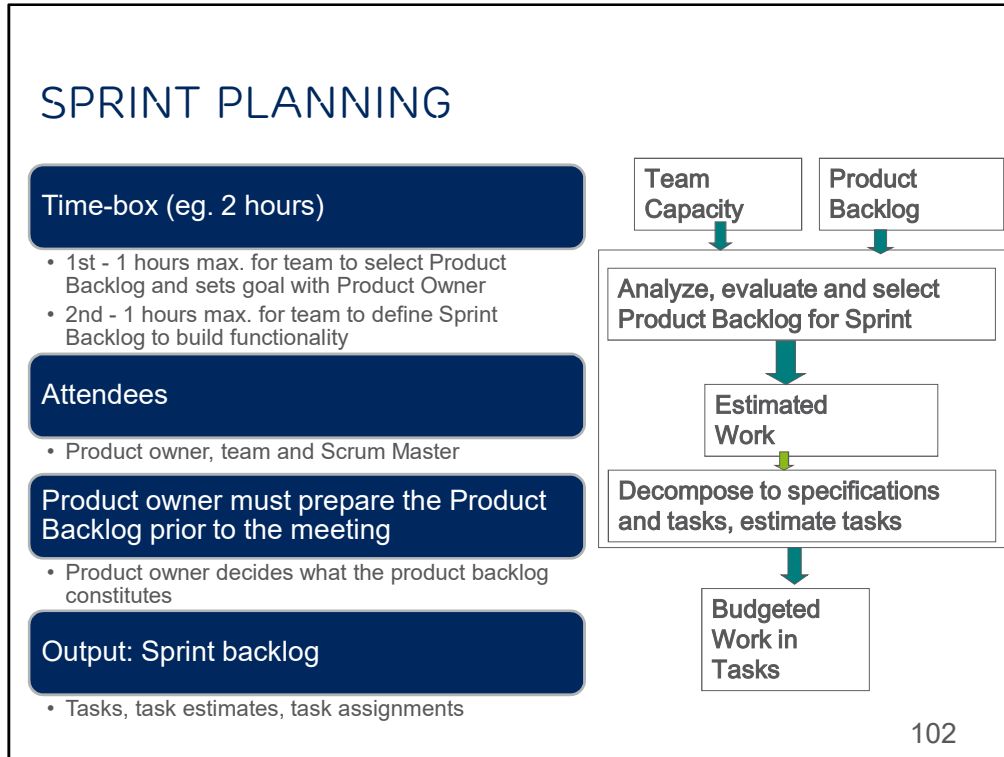 SPRINT PLANNING
Time-box (eg. 2 hours)
• 1st - 1 hours max. for team to select Product
Backlog and sets goal with Product Owner
• 2nd - 1 hours max. for team to define Sprint
Backlog to build functionality
Attendees
• Product owner, team and Scrum Master
Product owner must prepare the Product
Backlog prior to the meeting
• Product owner decides what the product backlog
constitutes
Output: Sprint backlog
• Tasks, task estimates, task assignments
Team
Capacity
Product
Backlog
Analyze, evaluate and select
Product Backlog for Sprint
Estimated
Work
Decompose to specifications
and tasks, estimate tasks
Budgeted
Work in
Tasks
102